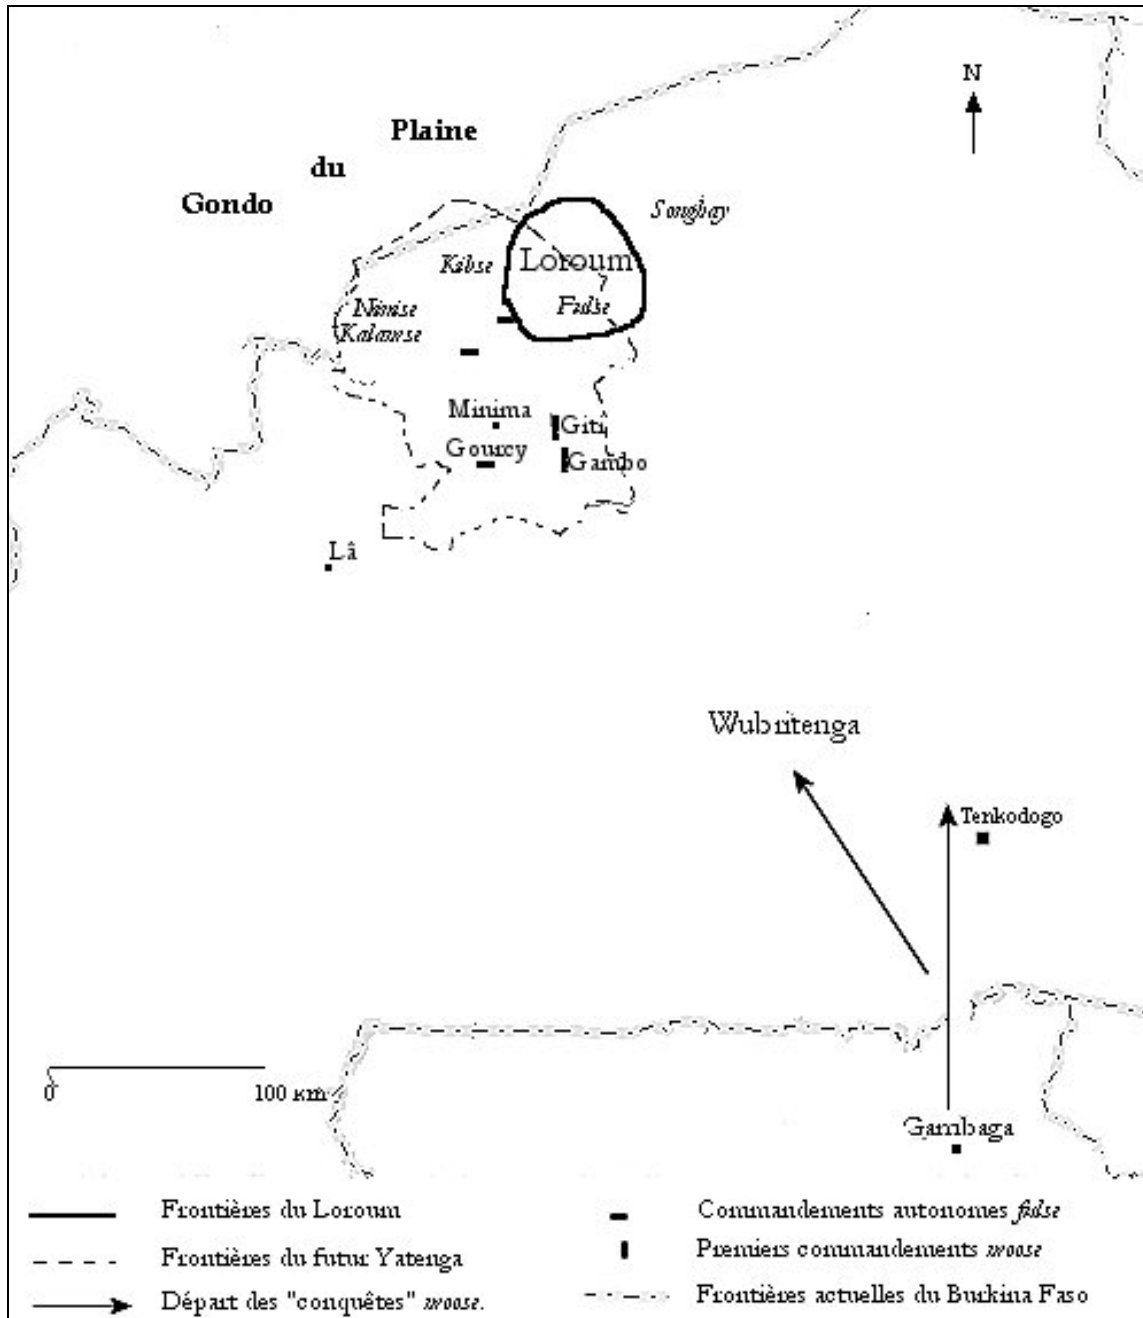 N
Plaine
du
Gondo
Songhay
Kibse
Loroum
Fulse
Ninise
Kalamse
Minima
Giti
Gourcy
Gambo
Lâ
Wubritenga
Tenkodogo
0
100 KM
Gambaga
Frontières du Loroum
Frontières du futur Yatenga
Départ des "conquêtes" moose.
Commandements autonomes fulse
Premiers commandements moose
Frontières actuelles du Burkina Faso